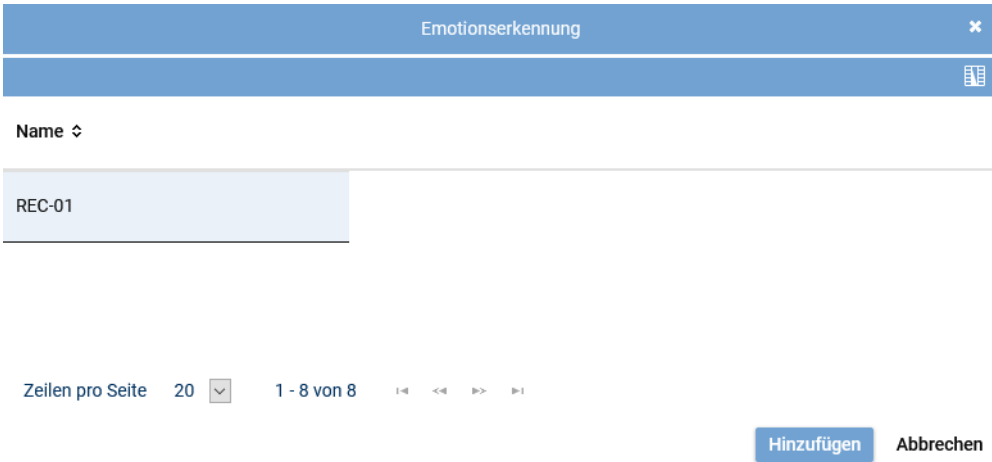 Emotionserkennung
Name
REC-01
Zeilen pro Seite 20 1 - 8 von 8
Hinzufügen Abbrechen